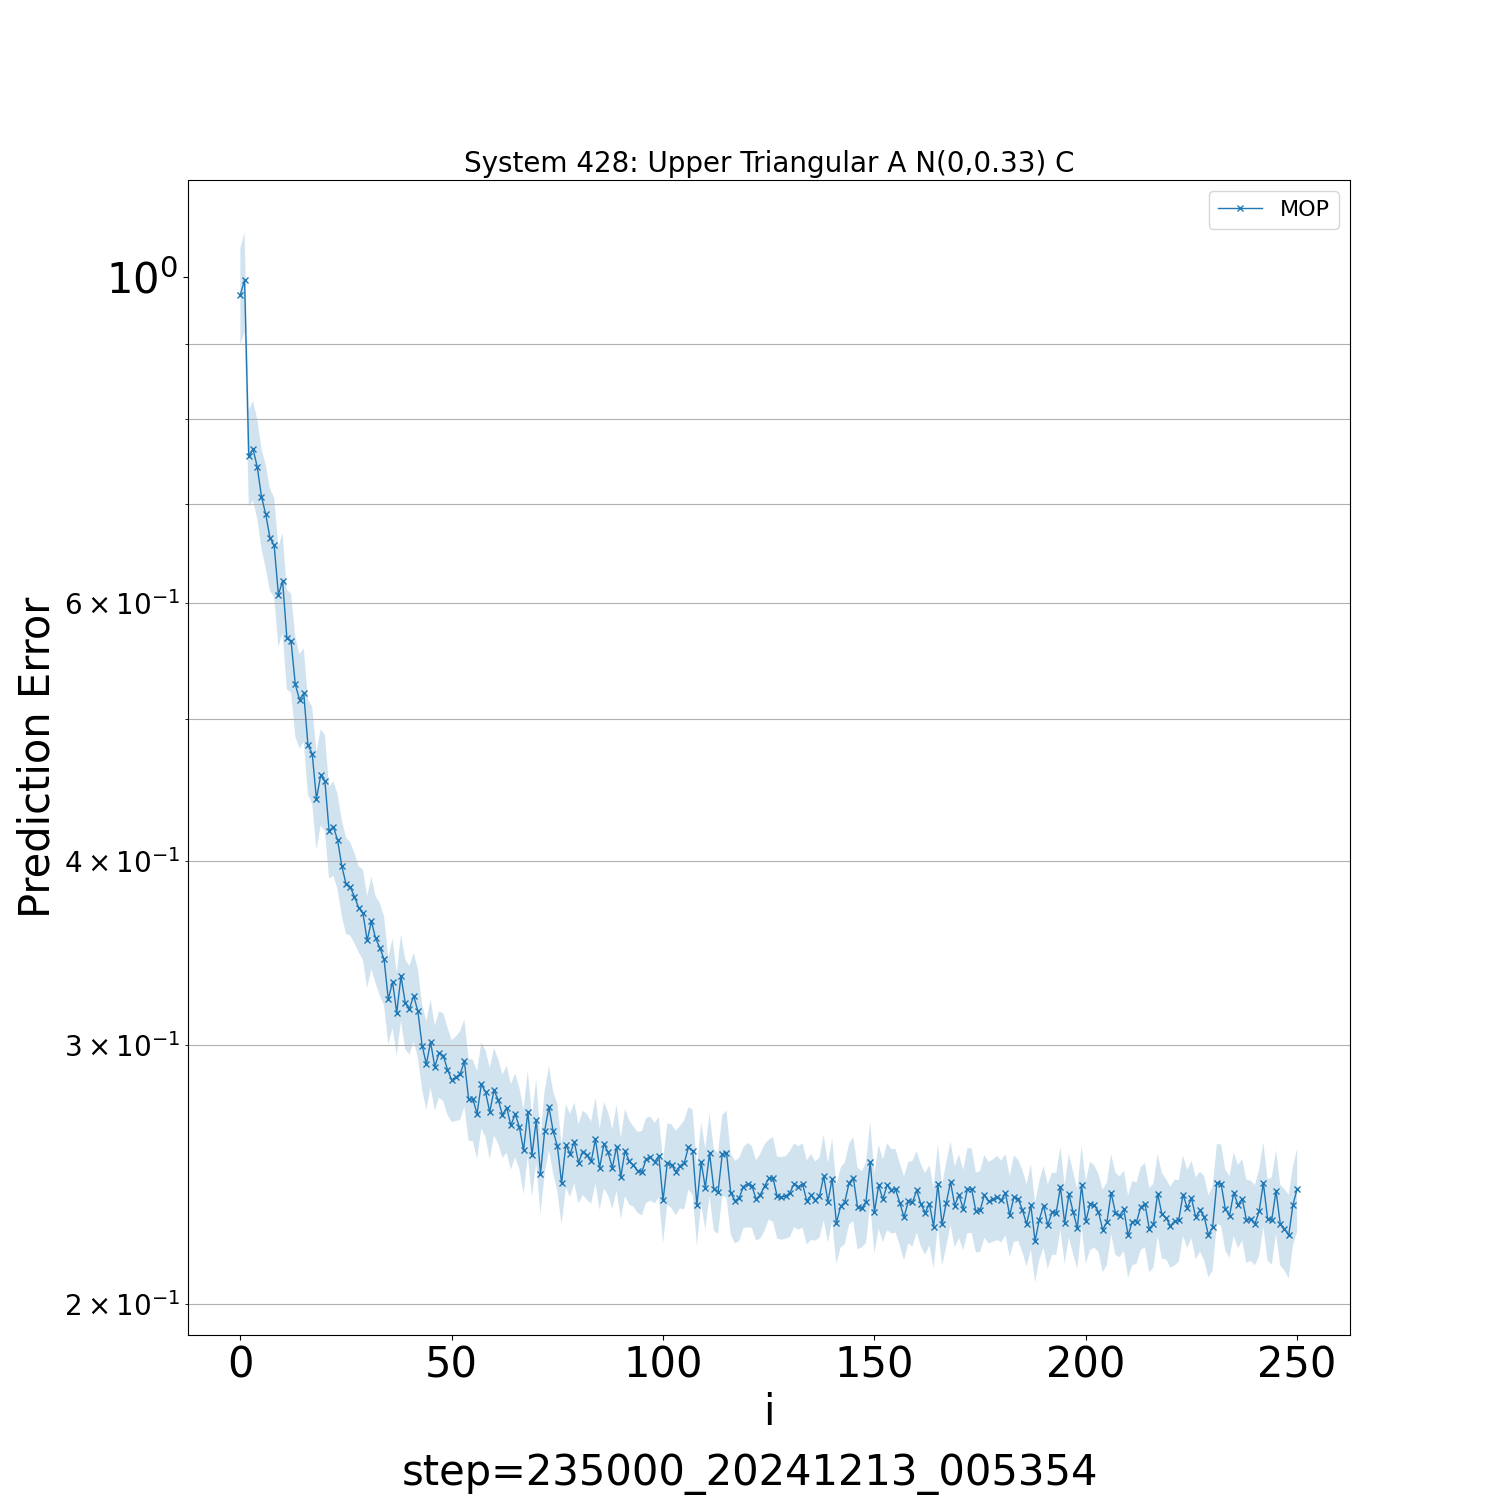 System 428: Upper Triangular A N(0,0.33) C
MOP
10⁰
6 × 10⁻¹
4 × 10⁻¹
3 × 10⁻¹
2 × 10⁻¹
Prediction Error
0 50 100 150 200 250
i
step=235000_20241213_005354